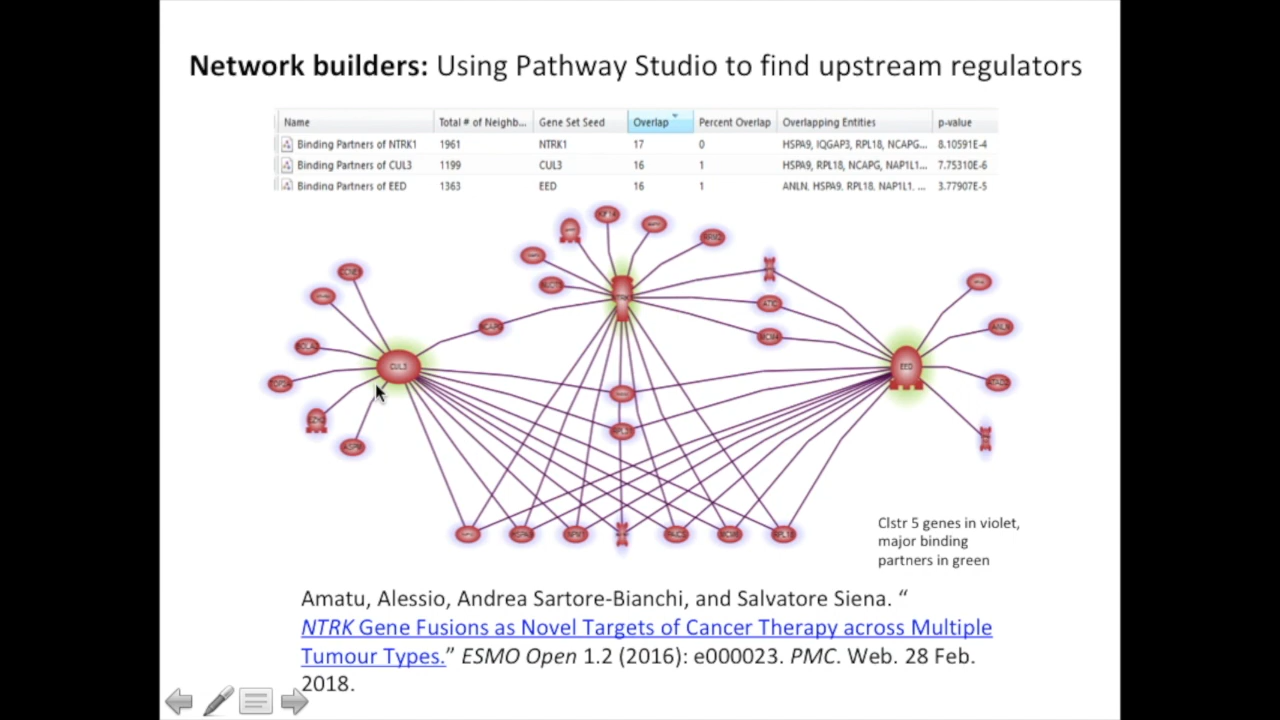 Network builders: Using Pathway Studio to find upstream regulators
Name Total # of Neighb... Gene Set Seed Overlap Percent Overlap Overlapping Entities p-value
Binding Partners of NTRK1 1961 NTRK1 17 0 HSPA9, IQGAP3, RPL18, NCAPG... 8.10591E-4
Binding Partners of CUL3 1199 CUL3 16 1 HSPA9, RPL18, NCAPG, NAP1L1... 7.75310E-6
Binding Partners of EED 1363 EED 16 1 ANLN, HSPA9, RPL18, NAP1L1, ... 3.77907E-5
CUL3
EED
Clstr 5 genes in violet,
major binding
partners in green
Amatu, Alessio, Andrea Sartore-Bianchi, and Salvatore Siena. “
NTRK Gene Fusions as Novel Targets of Cancer Therapy across Multiple
Tumour Types.” ESMO Open 1.2 (2016): e000023. PMC. Web. 28 Feb.
2018.